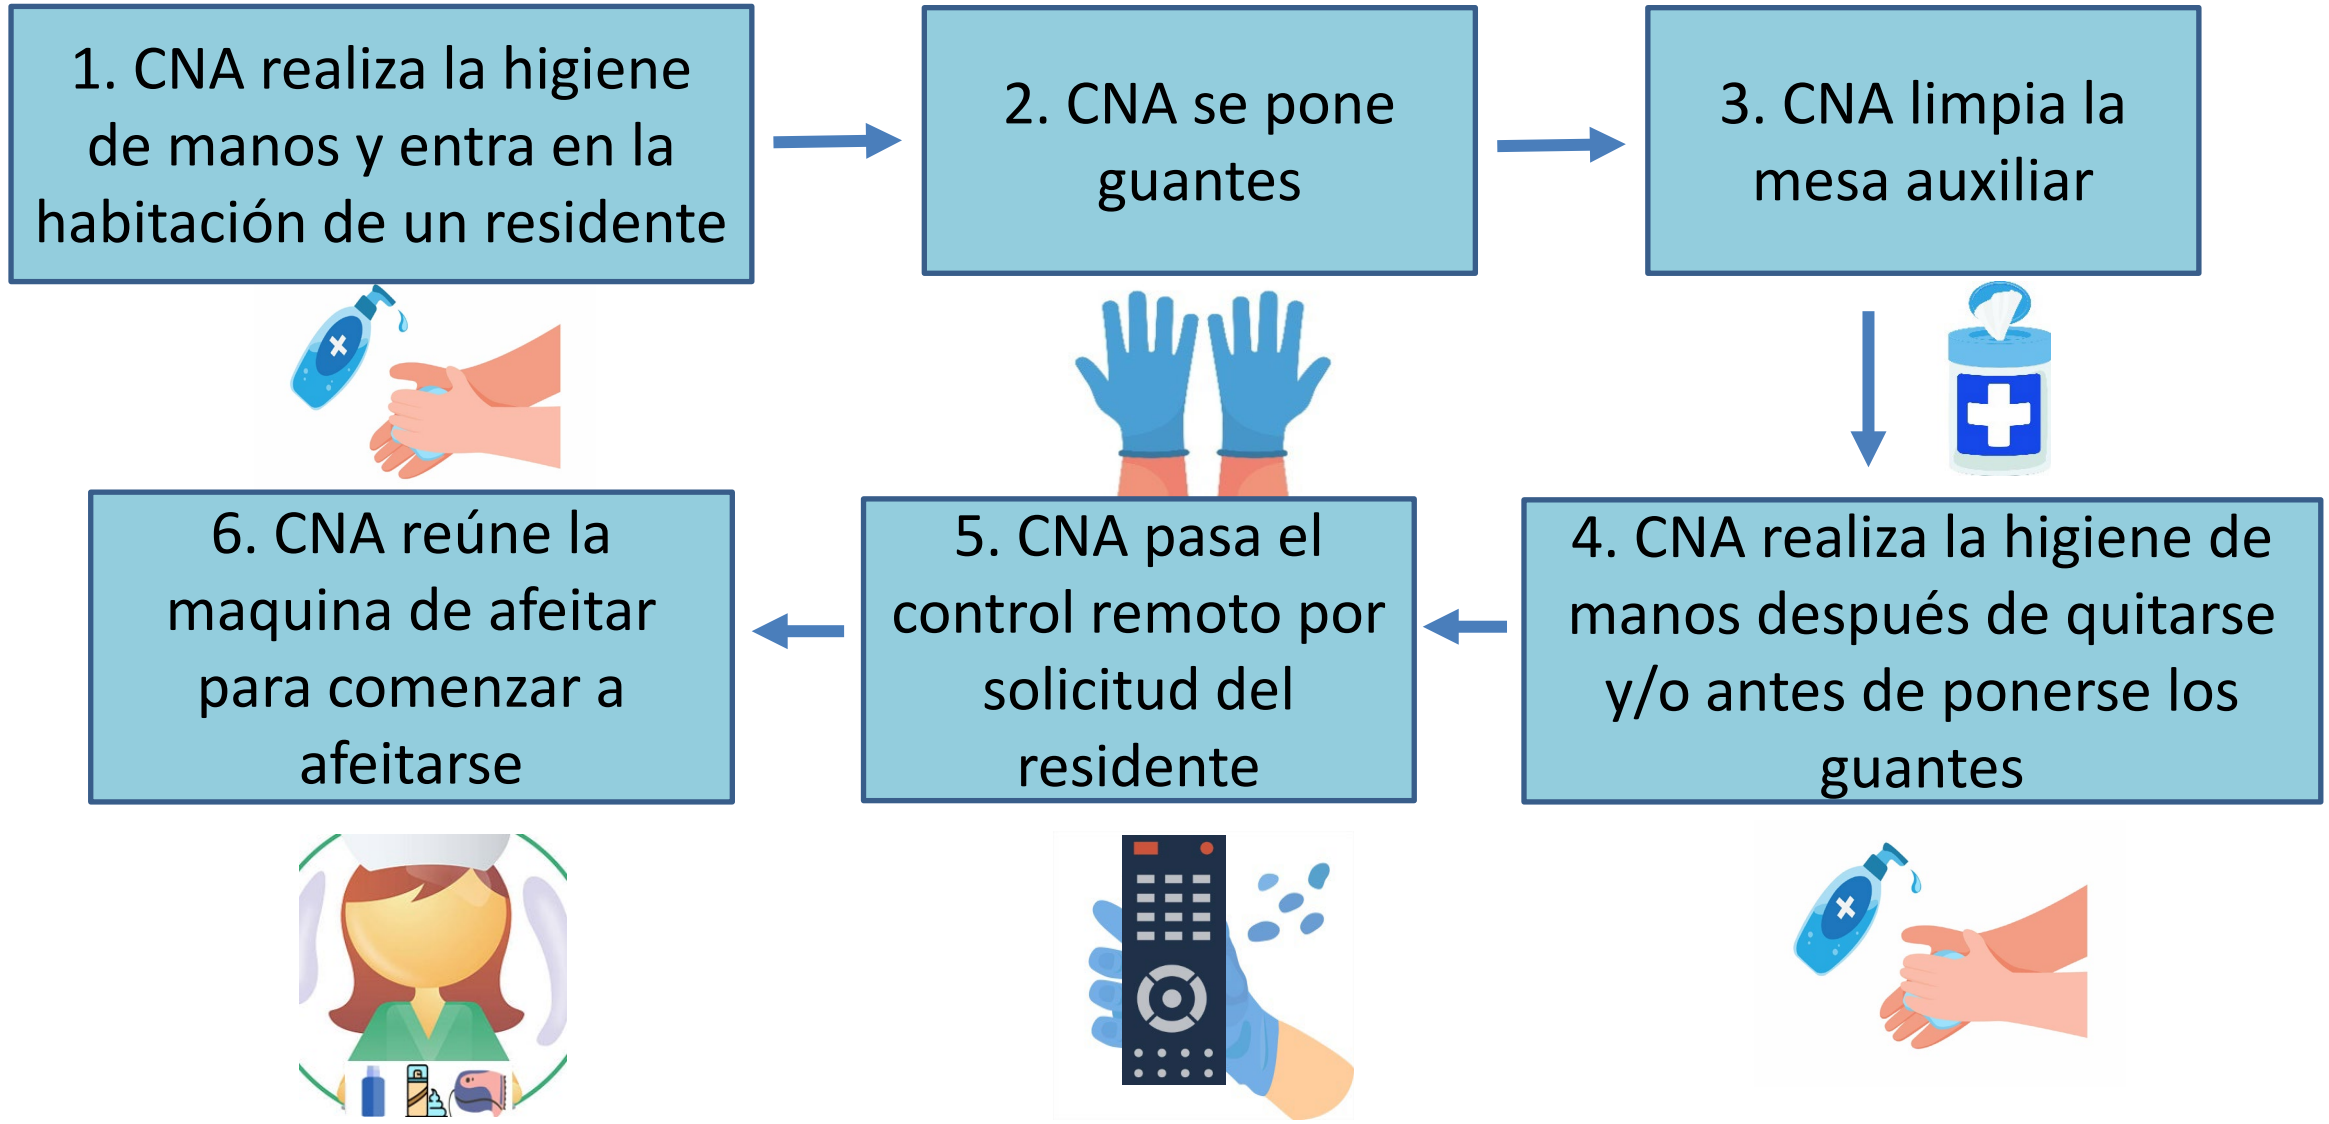 1. CNA realiza la higiene
de manos y entra en la
habitación de un residente
2. CNA se pone
guantes
3. CNA limpia la
mesa auxiliar
4. CNA realiza la higiene de
manos después de quitarse
y/o antes de ponerse los
guantes
5. CNA pasa el
control remoto por
solicitud del
residente
6. CNA reúne la
maquina de afeitar
para comenzar a
afeitarse